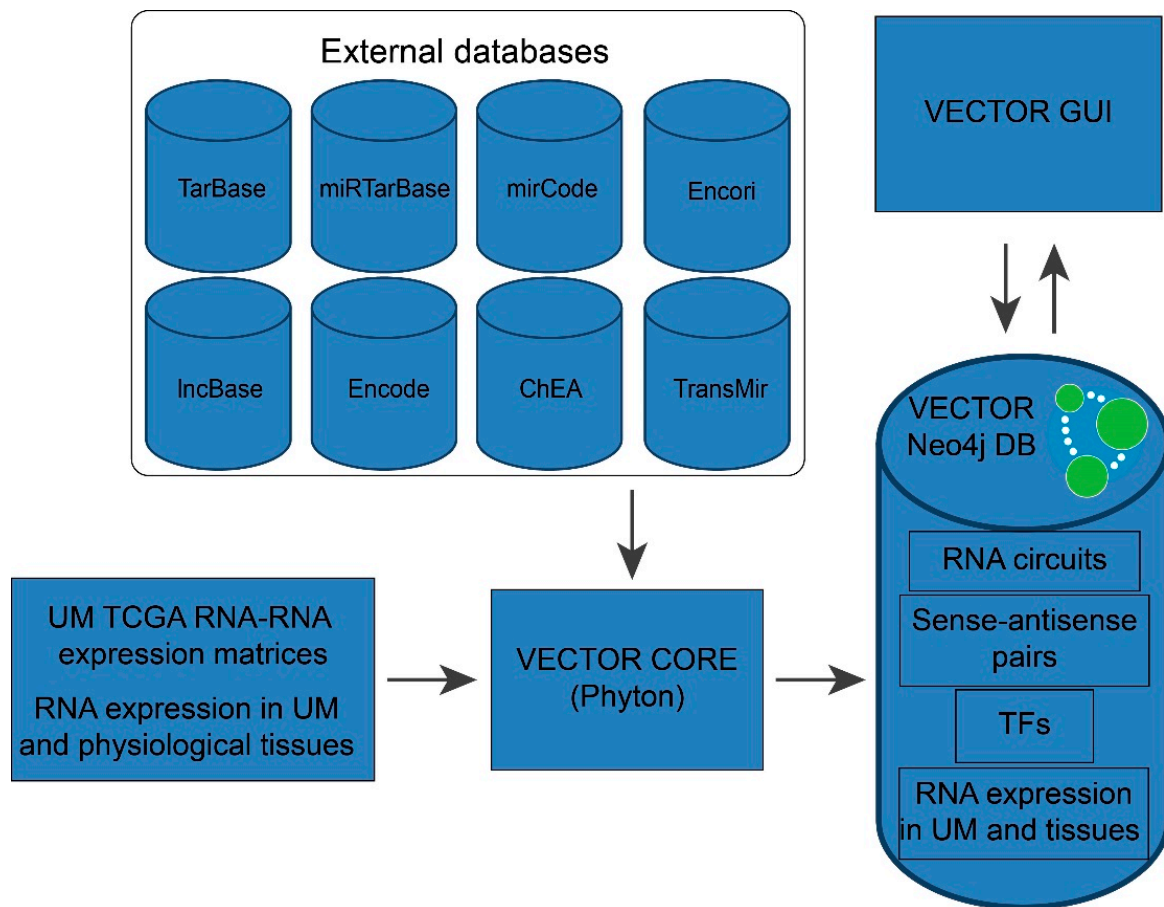 External databases
TarBase
miRTarBase
mirCode
Encori
lncBase
Encode
ChEA
TransMir
VECTOR GUI
UM TCGA RNA-RNA
expression matrices
RNA expression in UM
and physiological tissues
VECTOR CORE
(Phyton)
VECTOR
Neo4j DB
RNA circuits
Sense-antisense
pairs
TFs
RNA expression
in UM and tissues